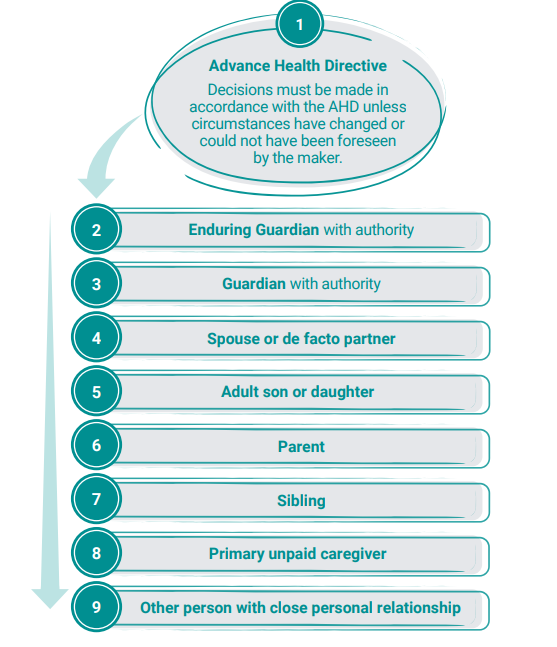 1
Advance Health Directive
Decisions must be made in
accordance with the AHD unless
circumstances have changed or
could not have been foreseen
by the maker.
2 Enduring Guardian with authority
3 Guardian with authority
4 Spouse or de facto partner
5 Adult son or daughter
6 Parent
7 Sibling
8 Primary unpaid caregiver
9 Other person with close personal relationship